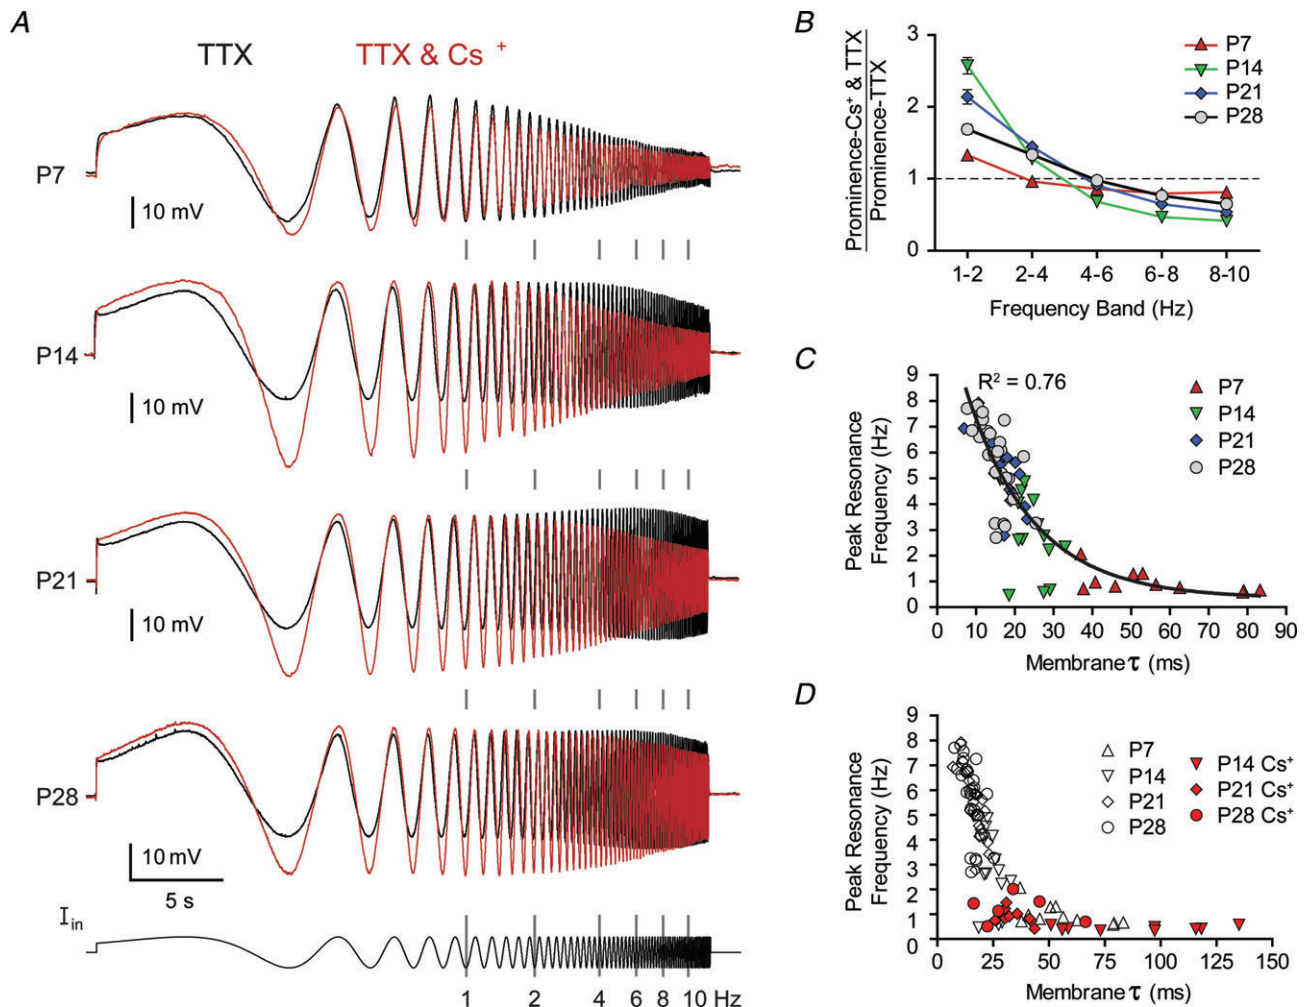 A
TTX
TTX & Cs⁺
P7
10 mV
P14
10 mV
P21
10 mV
P28
10 mV
5 s
I_in
1 2 4 6 8 10 Hz
B
Prominence-Cs⁺ & TTX
Prominence-TTX
3
2
1
0
1-2 2-4 4-6 6-8 8-10
Frequency Band (Hz)
P7
P14
P21
P28
C
Peak Resonance
Frequency (Hz)
9
8
7
6
5
4
3
2
1
0
R² = 0.76
P7
P14
P21
P28
0 10 20 30 40 50 60 70 80 90
Membrane τ (ms)
D
Peak Resonance
Frequency (Hz)
9
8
7
6
5
4
3
2
1
0
P7
P14
P21
P28
P14 Cs⁺
P21 Cs⁺
P28 Cs⁺
0 25 50 75 100 125 150
Membrane τ (ms)